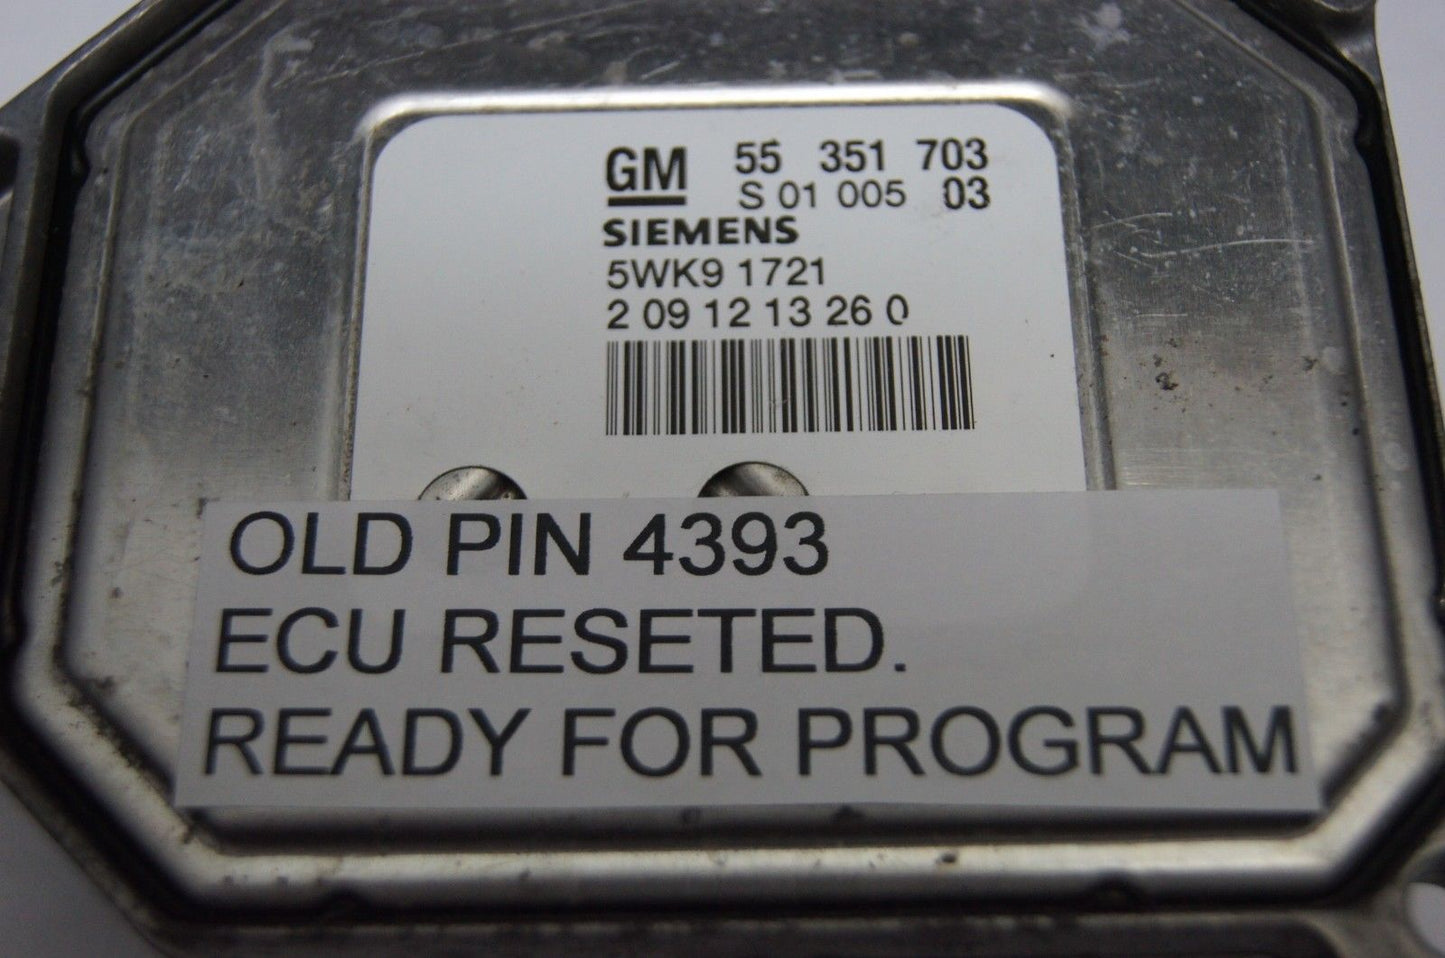 GM 55 351 703
S 01 005 03
SIEMENS
5WK9 1721
2 09 12 13 26 0
OLD PIN 4393
ECU RESETED.
READY FOR PROGRAM